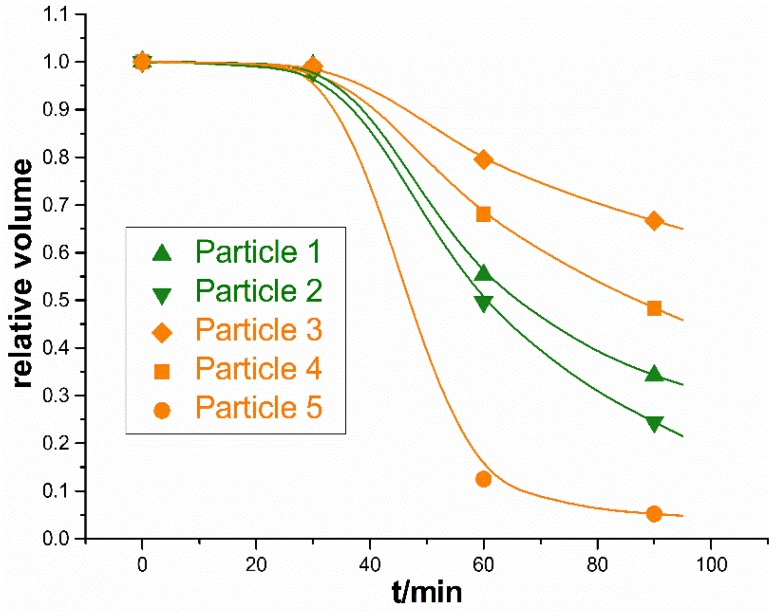 1.1
1.0
0.9
0.8
0.7
0.6
0.5
0.4
0.3
0.2
0.1
0.0
relative volume
Particle 1
Particle 2
Particle 3
Particle 4
Particle 5
0 20 40 60 80 100
t/min